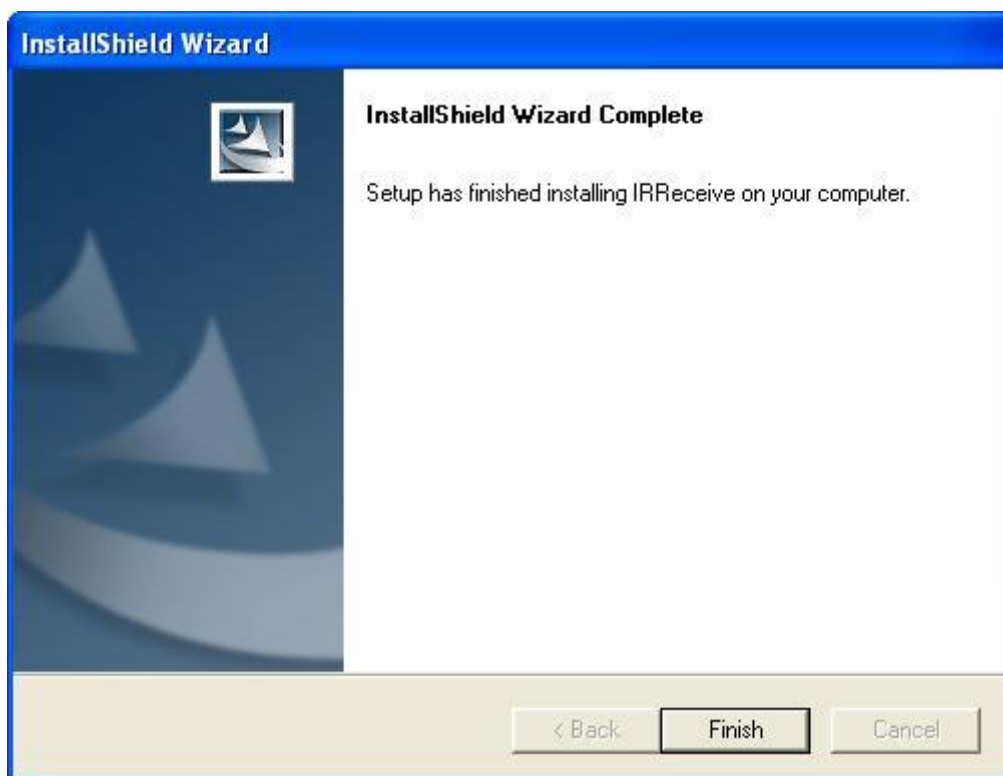 InstallShield Wizard
InstallShield Wizard Complete
Setup has finished installing IRReceive on your computer.
< Back
Finish
Cancel